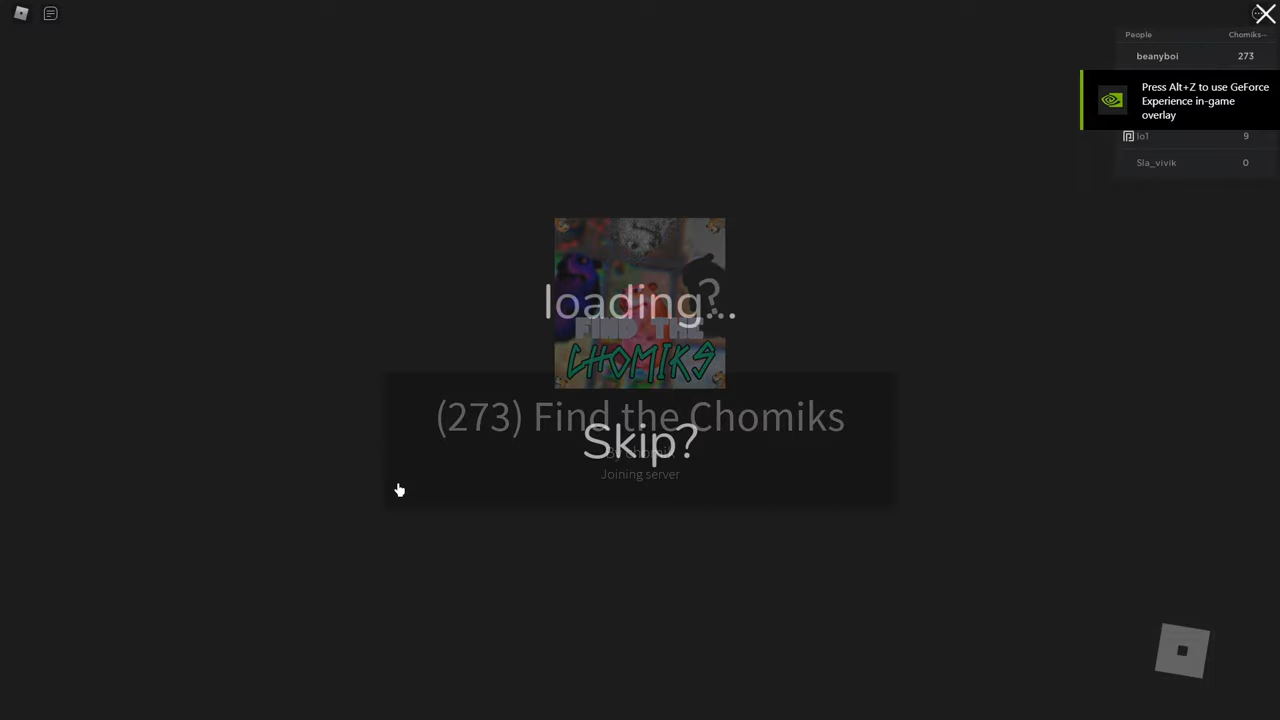 People Chomiks--
beanyboi 273
Press Alt+Z to use GeForce
Experience in-game
overlay
lo1 9
Sla_vivik 0
loading...
?
FIND THE
CHOMIKS
(273) Find the Chomiks
Skip?
Joining server